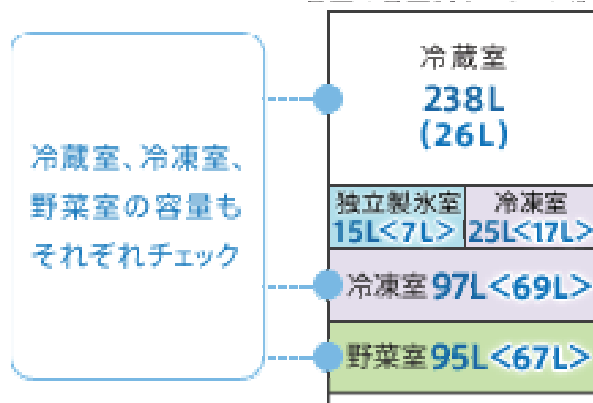 冷蔵室、冷凍室、
野菜室の容量も
それぞれチェック
冷蔵室
238L
(26L)
独立製氷室
15L<7L>
冷凍室
25L<17L>
冷凍室 97L<69L>
野菜室 95L<67L>